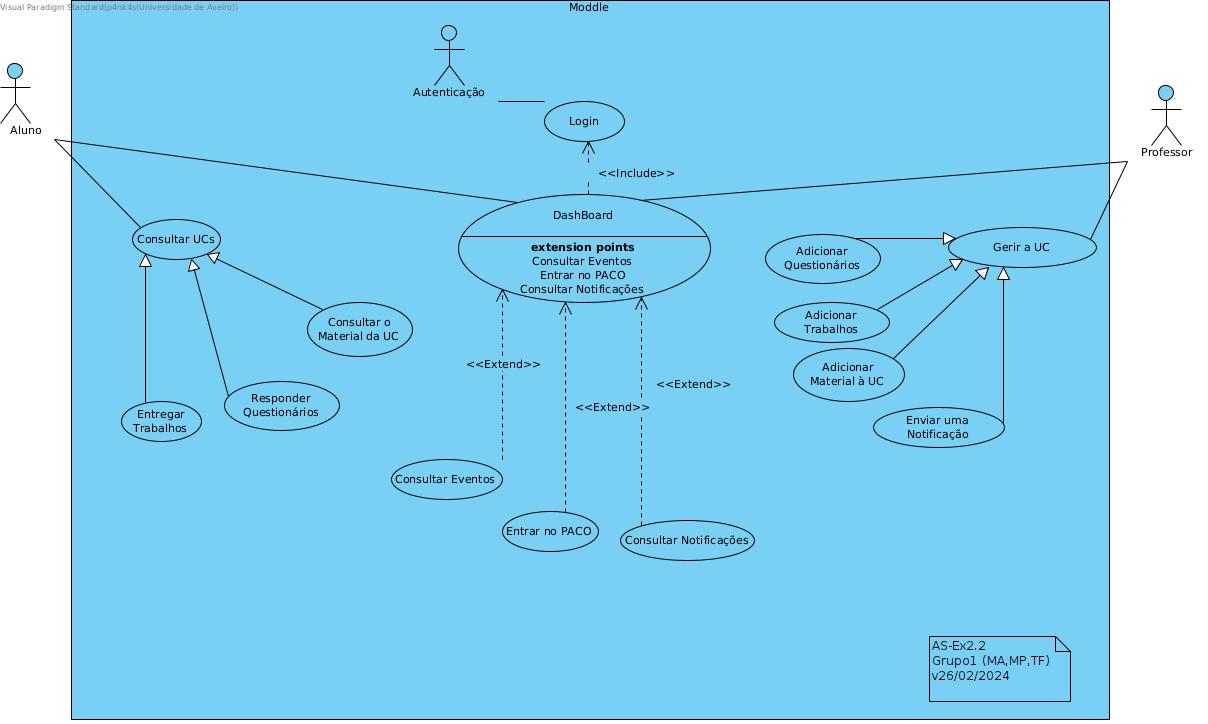 Visual Paradigm Standard(p4nk4s(Universidade de Aveiro))
Moddle
Autenticação
Aluno
Login
Professor
<<Include>>
DashBoard
extension points
Consultar Eventos
Entrar no PACO
Consultar Notificações
Consultar UCs
Gerir a UC
Adicionar
Questionários
Adicionar
Trabalhos
Consultar o
Material da UC
Adicionar
Material à UC
<<Extend>>
<<Extend>>
<<Extend>>
Responder
Questionários
Entregar
Trabalhos
Enviar uma
Notificação
Consultar Eventos
Entrar no PACO
Consultar Notificações
AS-Ex2.2
Grupo1 (MA,MP,TF)
v26/02/2024